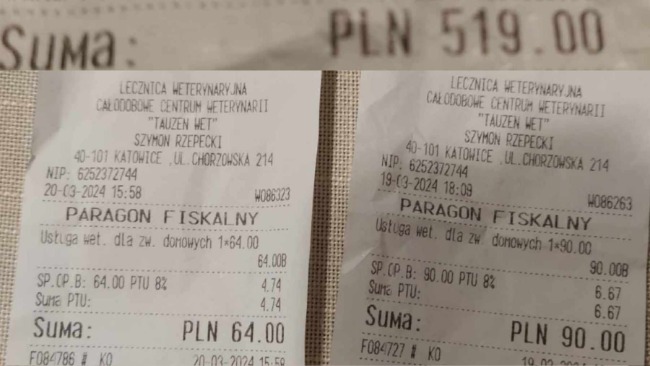 Suma: PLN 519.00
LECZNICA WETERYNARYJNA
CAŁODOBOWE CENTRUM WETERYNARII
"TAUZEN WET"
SZYMON RZEPECKI
40-101 KATOWICE ,UL.CHORZOWSKA 214
NIP: 6252372744
20-03-2024 15:58 W086323
PARAGON FISKALNY
Usługa wet. dla zw. domowych 1*64.00
64.00B
SP.OP.B: 64.00 PTU 8% 4.74
Suma PTU: 4.74
Suma: PLN 64.00
F084786 # KO 20-03-2024 15:58
LECZNICA WETERYNARYJNA
CAŁODOBOWE CENTRUM WETERYNARII
"TAUZEN WET"
SZYMON RZEPECKI
40-101 KATOWICE ,UL.CHORZOWSKA 214
NIP: 6252372744
19-03-2024 18:09 W086263
PARAGON FISKALNY
Usługa wet. dla zw. domowych 1*90.00
90.00B
SP.OP.B: 90.00 PTU 8% 6.67
Suma PTU: 6.67
Suma: PLN 90.00
F084727 # KO